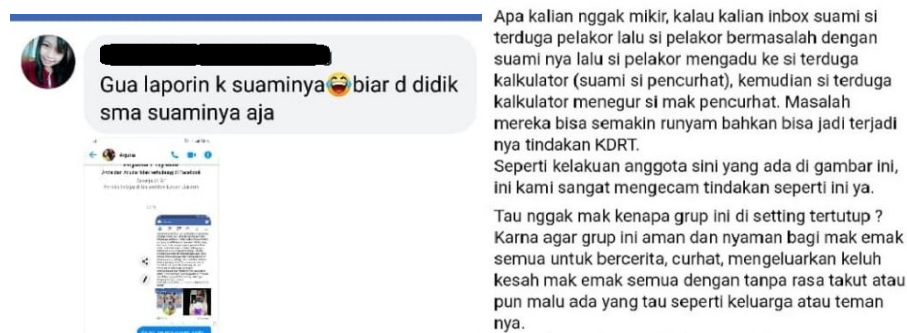 Gua laporin k suaminya😂biar d didik
sma suaminya aja
Apa kalian nggak mikir, kalau kalian inbox suami si
terduga pelakor lalu si pelakor bermasalah dengan
suami nya lalu si pelakor mengadu ke si terduga
kalkulator (suami si pencurhat), kemudian si terduga
kalkulator menegur si mak pencurhat. Masalah
mereka bisa semakin runyam bahkan bisa jadi terjadi
nya tindakan KDRT.
Seperti kelakuan anggota sini yang ada di gambar ini,
ini kami sangat mengecam tindakan seperti ini ya.
Tau nggak mak kenapa grup ini di setting tertutup ?
Karna agar grup ini aman dan nyaman bagi mak emak
semua untuk bercerita, curhat, mengeluarkan keluh
kesah mak emak semua dengan tanpa rasa takut atau
pun malu ada yang tau seperti keluarga atau teman
nya.